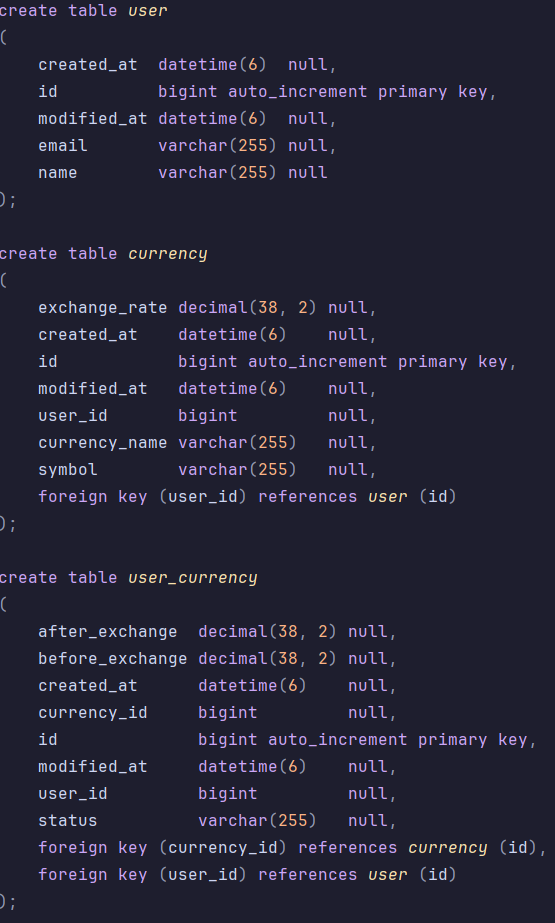 create table user
(
    created_at  datetime(6)  null,
    id          bigint auto_increment primary key,
    modified_at datetime(6)  null,
    email       varchar(255) null,
    name        varchar(255) null
);

create table currency
(
    exchange_rate decimal(38, 2) null,
    created_at    datetime(6)    null,
    id            bigint auto_increment primary key,
    modified_at   datetime(6)    null,
    user_id       bigint         null,
    currency_name varchar(255)   null,
    symbol        varchar(255)   null,
    foreign key (user_id) references user (id)
);

create table user_currency
(
    after_exchange  decimal(38, 2) null,
    before_exchange decimal(38, 2) null,
    created_at      datetime(6)    null,
    currency_id     bigint         null,
    id              bigint auto_increment primary key,
    modified_at     datetime(6)    null,
    user_id         bigint         null,
    status          varchar(255)   null,
    foreign key (currency_id) references currency (id),
    foreign key (user_id) references user (id)
);